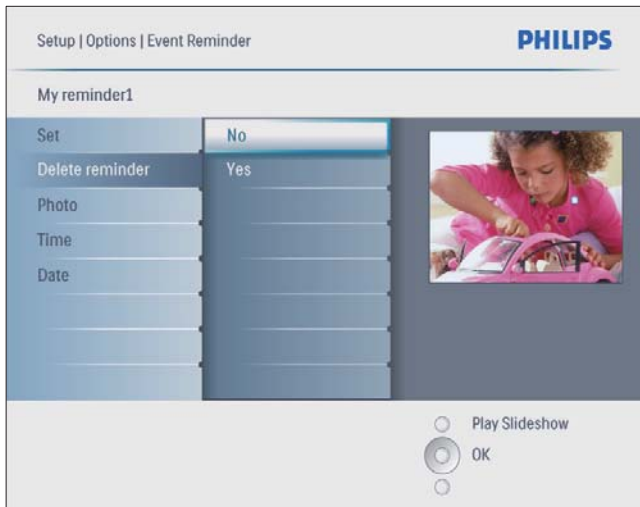 Setup | Options | Event Reminder
PHILIPS
My reminder1
Set
No
Delete reminder
Yes
Photo
Time
Date
Play Slideshow
OK